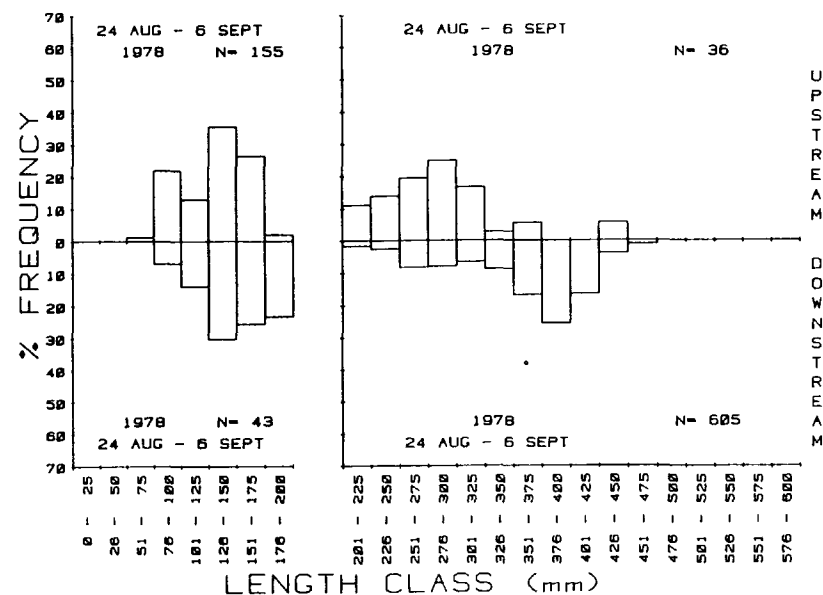 24 AUG - 6 SEPT
1978 N= 155
24 AUG - 6 SEPT
1978 N= 36
70
60
50
40
30
20
10
0
10
20
30
40
50
60
70
% FREQUENCY
UPSTREAM
DOWNSTREAM
1978 N= 43
24 AUG - 6 SEPT
1978 N= 605
24 AUG - 6 SEPT
0 - 25
26 - 50
51 - 75
76 - 100
101 - 125
126 - 150
151 - 175
176 - 200
201 - 225
226 - 250
251 - 275
276 - 300
301 - 325
326 - 350
351 - 375
376 - 400
401 - 425
426 - 450
451 - 475
476 - 500
501 - 525
526 - 550
551 - 575
576 - 600
LENGTH CLASS (mm)